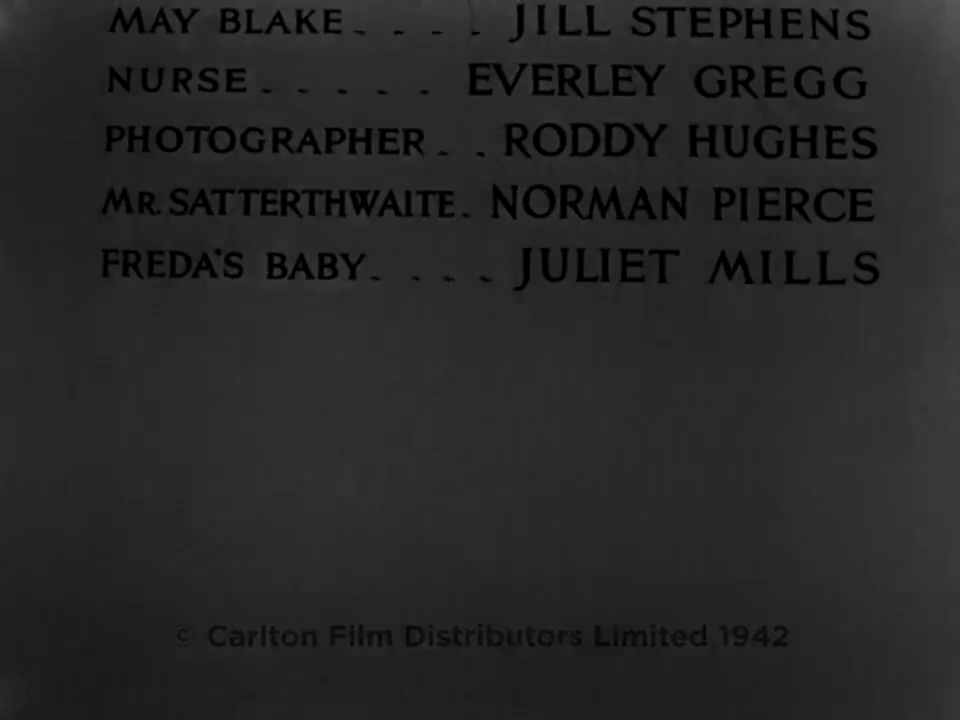 MAY BLAKE. . . . . JILL STEPHENS
NURSE. . . . . EVERLEY GREGG
PHOTOGRAPHER. . . RODDY HUGHES
MR. SATTERTHWAITE. NORMAN PIERCE
FREDA'S BABY. . . . JULIET MILLS
© Carlton Film Distributors Limited 1942